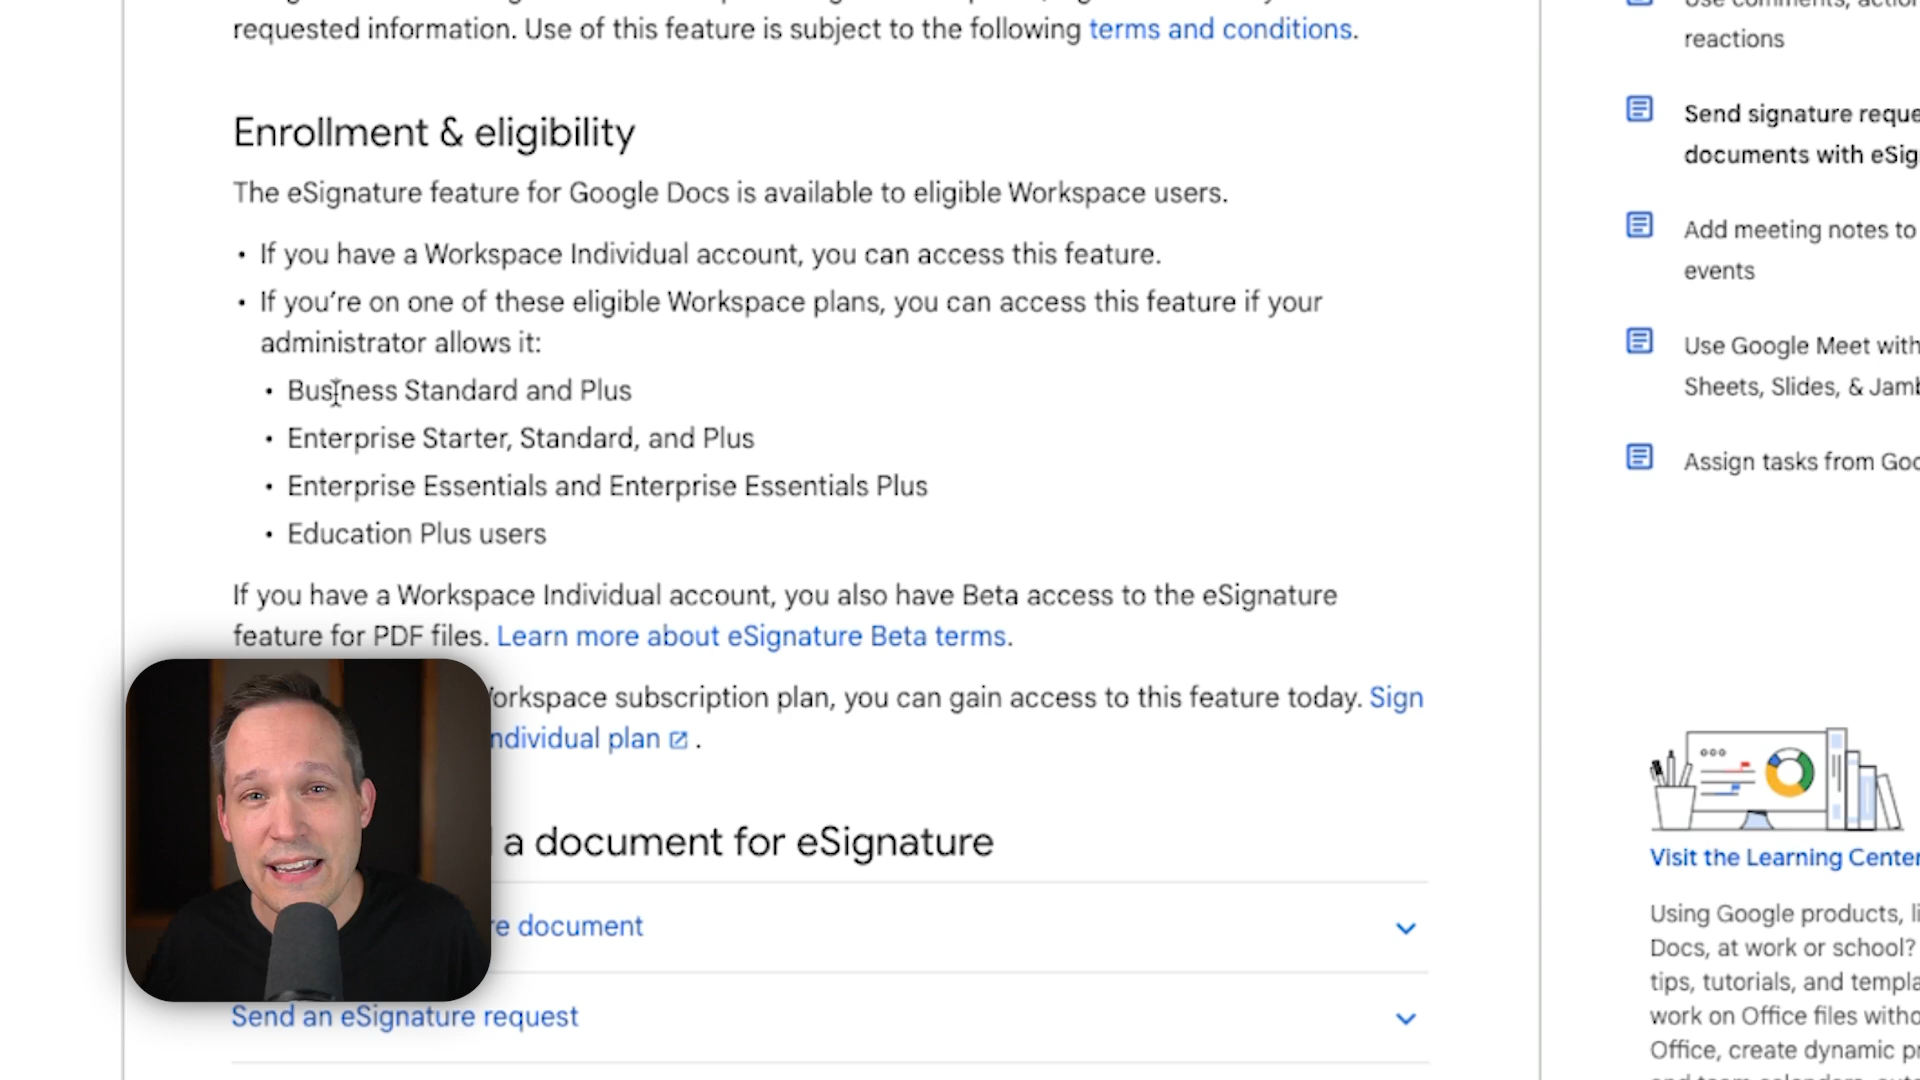 requested information. Use of this feature is subject to the following terms and conditions.
Enrollment & eligibility
The eSignature feature for Google Docs is available to eligible Workspace users.
• If you have a Workspace Individual account, you can access this feature.
• If you're on one of these eligible Workspace plans, you can access this feature if your
administrator allows it:
• Business Standard and Plus
• Enterprise Starter, Standard, and Plus
• Enterprise Essentials and Enterprise Essentials Plus
• Education Plus users
If you have a Workspace Individual account, you also have Beta access to the eSignature
feature for PDF files. Learn more about eSignature Beta terms.
orkspace subscription plan, you can gain access to this feature today. Sign
ndividual plan .
a document for eSignature
re document
Send an eSignature request
reactions
Send signature reque
documents with eSig
Add meeting notes to
events
Use Google Meet with
Sheets, Slides, & Jamb
Assign tasks from Goo
Visit the Learning Center
Using Google products, li
Docs, at work or school?
tips, tutorials, and templa
work on Office files witho
Office, create dynamic pr